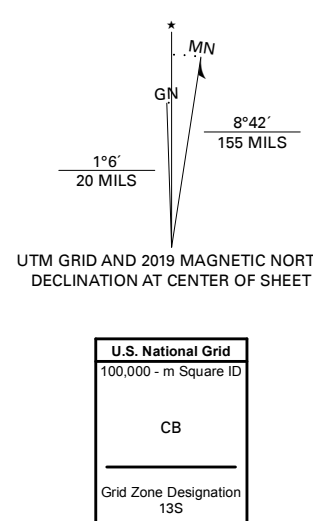 ★
MN
GN
8°42´
155 MILS
1°6´
20 MILS
UTM GRID AND 2019 MAGNETIC NORT
DECLINATION AT CENTER OF SHEET
U.S. National Grid
100,000 - m Square ID
CB
Grid Zone Designation
13S